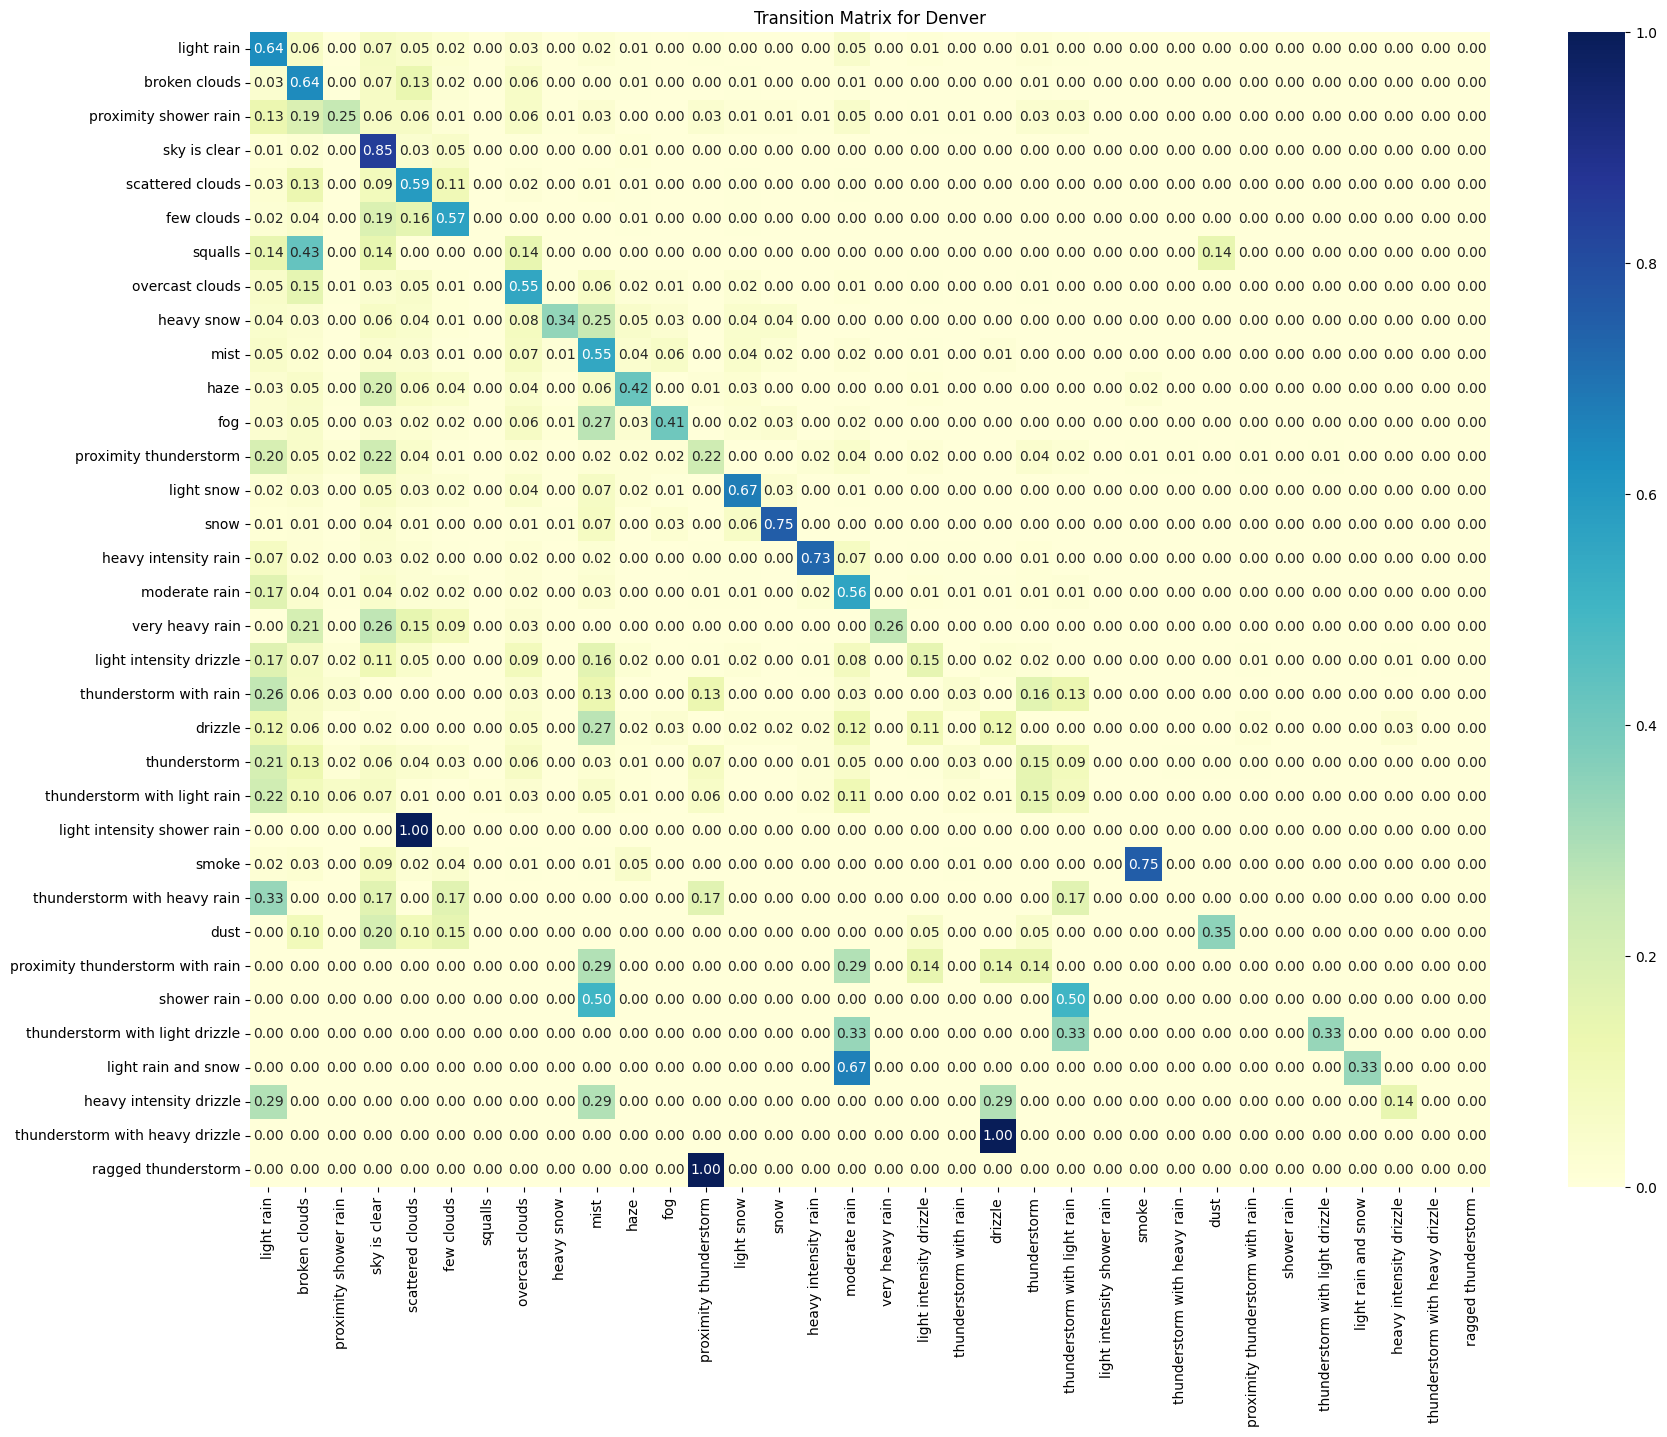 Transition Matrix for Denver
light rain 0.64 0.06 0.00 0.07 0.05 0.02 0.00 0.03 0.00 0.02 0.01 0.00 0.00 0.00 0.00 0.00 0.05 0.00 0.01 0.00 0.00 0.01 0.00 0.00 0.00 0.00 0.00 0.00 0.00 0.00 0.00 0.00 0.00 0.00
broken clouds 0.03 0.64 0.00 0.07 0.13 0.02 0.00 0.06 0.00 0.00 0.01 0.00 0.00 0.01 0.00 0.00 0.01 0.00 0.00 0.00 0.00 0.01 0.00 0.00 0.00 0.00 0.00 0.00 0.00 0.00 0.00 0.00 0.00 0.00
proximity shower rain 0.13 0.19 0.25 0.06 0.06 0.01 0.00 0.06 0.01 0.03 0.00 0.00 0.03 0.01 0.01 0.01 0.05 0.00 0.01 0.01 0.00 0.03 0.03 0.00 0.00 0.00 0.00 0.00 0.00 0.00 0.00 0.00 0.00 0.00
sky is clear 0.01 0.02 0.00 0.85 0.03 0.05 0.00 0.00 0.00 0.00 0.01 0.00 0.00 0.00 0.00 0.00 0.00 0.00 0.00 0.00 0.00 0.00 0.00 0.00 0.00 0.00 0.00 0.00 0.00 0.00 0.00 0.00 0.00 0.00
scattered clouds 0.03 0.13 0.00 0.09 0.59 0.11 0.00 0.02 0.00 0.01 0.01 0.00 0.00 0.00 0.00 0.00 0.00 0.00 0.00 0.00 0.00 0.00 0.00 0.00 0.00 0.00 0.00 0.00 0.00 0.00 0.00 0.00 0.00 0.00
few clouds 0.02 0.04 0.00 0.19 0.16 0.57 0.00 0.00 0.00 0.00 0.01 0.00 0.00 0.00 0.00 0.00 0.00 0.00 0.00 0.00 0.00 0.00 0.00 0.00 0.00 0.00 0.00 0.00 0.00 0.00 0.00 0.00 0.00 0.00
squalls 0.14 0.43 0.00 0.14 0.00 0.00 0.00 0.14 0.00 0.00 0.00 0.00 0.00 0.00 0.00 0.00 0.00 0.00 0.00 0.00 0.00 0.00 0.00 0.00 0.00 0.00 0.14 0.00 0.00 0.00 0.00 0.00 0.00 0.00
overcast clouds 0.05 0.15 0.01 0.03 0.05 0.01 0.00 0.55 0.00 0.06 0.02 0.01 0.00 0.02 0.00 0.00 0.01 0.00 0.00 0.00 0.00 0.01 0.00 0.00 0.00 0.00 0.00 0.00 0.00 0.00 0.00 0.00 0.00 0.00
heavy snow 0.04 0.03 0.00 0.06 0.04 0.01 0.00 0.08 0.34 0.25 0.05 0.03 0.00 0.04 0.04 0.00 0.00 0.00 0.00 0.00 0.00 0.00 0.00 0.00 0.00 0.00 0.00 0.00 0.00 0.00 0.00 0.00 0.00 0.00
mist 0.05 0.02 0.00 0.04 0.03 0.01 0.00 0.07 0.01 0.55 0.04 0.06 0.00 0.04 0.02 0.00 0.02 0.00 0.01 0.00 0.01 0.00 0.00 0.00 0.00 0.00 0.00 0.00 0.00 0.00 0.00 0.00 0.00 0.00
haze 0.03 0.05 0.00 0.20 0.06 0.04 0.00 0.04 0.00 0.06 0.42 0.00 0.01 0.03 0.00 0.00 0.00 0.00 0.01 0.00 0.00 0.00 0.00 0.00 0.02 0.00 0.00 0.00 0.00 0.00 0.00 0.00 0.00 0.00
fog 0.03 0.05 0.00 0.03 0.02 0.02 0.00 0.06 0.01 0.27 0.03 0.41 0.00 0.02 0.03 0.00 0.02 0.00 0.00 0.00 0.00 0.00 0.00 0.00 0.00 0.00 0.00 0.00 0.00 0.00 0.00 0.00 0.00 0.00
proximity thunderstorm 0.20 0.05 0.02 0.22 0.04 0.01 0.00 0.02 0.00 0.02 0.02 0.02 0.22 0.00 0.00 0.02 0.04 0.00 0.02 0.00 0.00 0.04 0.02 0.00 0.01 0.01 0.00 0.01 0.00 0.01 0.00 0.00 0.00 0.00
light snow 0.02 0.03 0.00 0.05 0.03 0.02 0.00 0.04 0.00 0.07 0.02 0.01 0.00 0.67 0.03 0.00 0.01 0.00 0.00 0.00 0.00 0.00 0.00 0.00 0.00 0.00 0.00 0.00 0.00 0.00 0.00 0.00 0.00 0.00
snow 0.01 0.01 0.00 0.04 0.01 0.00 0.00 0.01 0.01 0.07 0.00 0.03 0.00 0.06 0.75 0.00 0.00 0.00 0.00 0.00 0.00 0.00 0.00 0.00 0.00 0.00 0.00 0.00 0.00 0.00 0.00 0.00 0.00 0.00
heavy intensity rain 0.07 0.02 0.00 0.03 0.02 0.00 0.00 0.02 0.00 0.02 0.00 0.00 0.00 0.00 0.00 0.73 0.07 0.00 0.00 0.00 0.00 0.01 0.00 0.00 0.00 0.00 0.00 0.00 0.00 0.00 0.00 0.00 0.00 0.00
moderate rain 0.17 0.04 0.01 0.04 0.02 0.02 0.00 0.02 0.00 0.03 0.00 0.00 0.01 0.01 0.00 0.02 0.56 0.00 0.01 0.01 0.01 0.01 0.01 0.00 0.00 0.00 0.00 0.00 0.00 0.00 0.00 0.00 0.00 0.00
very heavy rain 0.00 0.21 0.00 0.26 0.15 0.09 0.00 0.03 0.00 0.00 0.00 0.00 0.00 0.00 0.00 0.00 0.00 0.26 0.00 0.00 0.00 0.00 0.00 0.00 0.00 0.00 0.00 0.00 0.00 0.00 0.00 0.00 0.00 0.00
light intensity drizzle 0.17 0.07 0.02 0.11 0.05 0.00 0.00 0.09 0.00 0.16 0.02 0.00 0.01 0.02 0.00 0.01 0.08 0.00 0.15 0.00 0.02 0.02 0.00 0.00 0.00 0.00 0.00 0.01 0.00 0.00 0.00 0.01 0.00 0.00
thunderstorm with rain 0.26 0.06 0.03 0.00 0.00 0.00 0.00 0.03 0.00 0.13 0.00 0.00 0.13 0.00 0.00 0.00 0.03 0.00 0.00 0.03 0.00 0.16 0.13 0.00 0.00 0.00 0.00 0.00 0.00 0.00 0.00 0.00 0.00 0.00
drizzle 0.12 0.06 0.00 0.02 0.00 0.00 0.00 0.05 0.00 0.27 0.02 0.03 0.00 0.02 0.02 0.02 0.12 0.00 0.11 0.00 0.12 0.00 0.00 0.00 0.00 0.00 0.00 0.02 0.00 0.00 0.00 0.03 0.00 0.00
thunderstorm 0.21 0.13 0.02 0.06 0.04 0.03 0.00 0.06 0.00 0.03 0.01 0.00 0.07 0.00 0.00 0.01 0.05 0.00 0.00 0.03 0.00 0.15 0.09 0.00 0.00 0.00 0.00 0.00 0.00 0.00 0.00 0.00 0.00 0.00
thunderstorm with light rain 0.22 0.10 0.06 0.07 0.01 0.00 0.01 0.03 0.00 0.05 0.01 0.00 0.06 0.00 0.00 0.02 0.11 0.00 0.00 0.02 0.01 0.15 0.09 0.00 0.00 0.00 0.00 0.00 0.00 0.00 0.00 0.00 0.00 0.00
light intensity shower rain 0.00 0.00 0.00 0.00 1.00 0.00 0.00 0.00 0.00 0.00 0.00 0.00 0.00 0.00 0.00 0.00 0.00 0.00 0.00 0.00 0.00 0.00 0.00 0.00 0.00 0.00 0.00 0.00 0.00 0.00 0.00 0.00 0.00 0.00
smoke 0.02 0.03 0.00 0.09 0.02 0.04 0.00 0.01 0.00 0.01 0.05 0.00 0.00 0.00 0.00 0.00 0.00 0.00 0.00 0.01 0.00 0.00 0.00 0.00 0.75 0.00 0.00 0.00 0.00 0.00 0.00 0.00 0.00 0.00
thunderstorm with heavy rain 0.33 0.00 0.00 0.17 0.00 0.17 0.00 0.00 0.00 0.00 0.00 0.00 0.17 0.00 0.00 0.00 0.00 0.00 0.00 0.00 0.00 0.00 0.17 0.00 0.00 0.00 0.00 0.00 0.00 0.00 0.00 0.00 0.00 0.00
dust 0.00 0.10 0.00 0.20 0.10 0.15 0.00 0.00 0.00 0.00 0.00 0.00 0.00 0.00 0.00 0.00 0.00 0.00 0.05 0.00 0.00 0.05 0.00 0.00 0.00 0.00 0.35 0.00 0.00 0.00 0.00 0.00 0.00 0.00
proximity thunderstorm with rain 0.00 0.00 0.00 0.00 0.00 0.00 0.00 0.00 0.00 0.29 0.00 0.00 0.00 0.00 0.00 0.00 0.29 0.00 0.14 0.00 0.14 0.14 0.00 0.00 0.00 0.00 0.00 0.00 0.00 0.00 0.00 0.00 0.00 0.00
shower rain 0.00 0.00 0.00 0.00 0.00 0.00 0.00 0.00 0.00 0.50 0.00 0.00 0.00 0.00 0.00 0.00 0.00 0.00 0.00 0.00 0.00 0.00 0.50 0.00 0.00 0.00 0.00 0.00 0.00 0.00 0.00 0.00 0.00 0.00
thunderstorm with light drizzle 0.00 0.00 0.00 0.00 0.00 0.00 0.00 0.00 0.00 0.00 0.00 0.00 0.00 0.00 0.00 0.00 0.33 0.00 0.00 0.00 0.00 0.00 0.33 0.00 0.00 0.00 0.00 0.00 0.00 0.33 0.00 0.00 0.00 0.00
light rain and snow 0.00 0.00 0.00 0.00 0.00 0.00 0.00 0.00 0.00 0.00 0.00 0.00 0.00 0.00 0.00 0.00 0.67 0.00 0.00 0.00 0.00 0.00 0.00 0.00 0.00 0.00 0.00 0.00 0.00 0.00 0.33 0.00 0.00 0.00
heavy intensity drizzle 0.29 0.00 0.00 0.00 0.00 0.00 0.00 0.00 0.00 0.29 0.00 0.00 0.00 0.00 0.00 0.00 0.00 0.00 0.00 0.00 0.29 0.00 0.00 0.00 0.00 0.00 0.00 0.00 0.00 0.00 0.00 0.14 0.00 0.00
thunderstorm with heavy drizzle 0.00 0.00 0.00 0.00 0.00 0.00 0.00 0.00 0.00 0.00 0.00 0.00 0.00 0.00 0.00 0.00 0.00 0.00 0.00 0.00 1.00 0.00 0.00 0.00 0.00 0.00 0.00 0.00 0.00 0.00 0.00 0.00 0.00 0.00
ragged thunderstorm 0.00 0.00 0.00 0.00 0.00 0.00 0.00 0.00 0.00 0.00 0.00 0.00 1.00 0.00 0.00 0.00 0.00 0.00 0.00 0.00 0.00 0.00 0.00 0.00 0.00 0.00 0.00 0.00 0.00 0.00 0.00 0.00 0.00 0.00
light rain
broken clouds
proximity shower rain
sky is clear
scattered clouds
few clouds
squalls
overcast clouds
heavy snow
mist
haze
fog
proximity thunderstorm
light snow
snow
heavy intensity rain
moderate rain
very heavy rain
light intensity drizzle
thunderstorm with rain
drizzle
thunderstorm
thunderstorm with light rain
light intensity shower rain
smoke
thunderstorm with heavy rain
dust
proximity thunderstorm with rain
shower rain
thunderstorm with light drizzle
light rain and snow
heavy intensity drizzle
thunderstorm with heavy drizzle
ragged thunderstorm
1.0
0.8
0.6
0.4
0.2
0.0